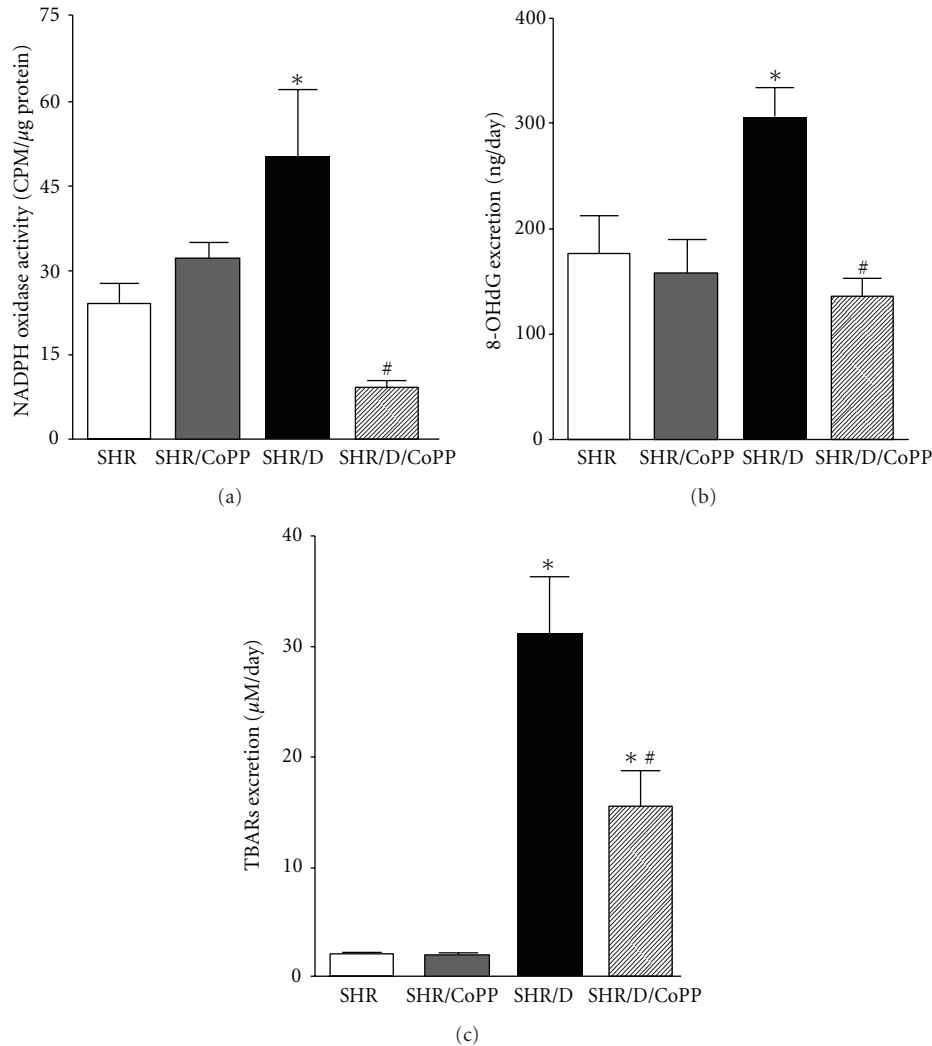 NADPH oxidase activity (CPM/μg protein)
75
60
45
30
15
0
*
#
SHR SHR/CoPP SHR/D SHR/D/CoPP
(a)
8-OHdG excretion (ng/day)
400
300
200
100
0
*
#
SHR SHR/CoPP SHR/D SHR/D/CoPP
(b)
TBARs excretion (μM/day)
40
30
20
10
0
*
* #
SHR SHR/CoPP SHR/D SHR/D/CoPP
(c)